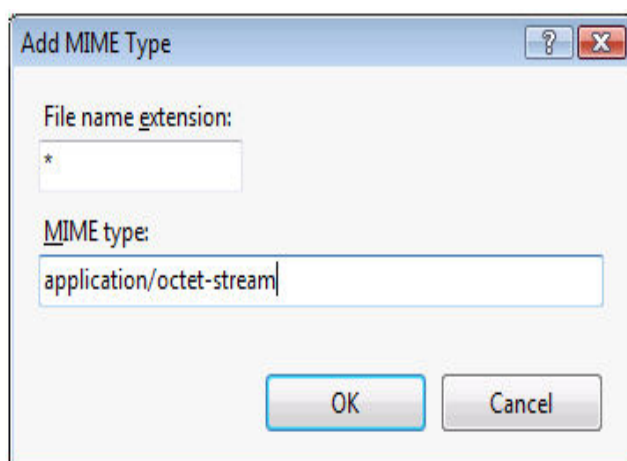 Add MIME Type
?
File name extension:
*
MIME type:
application/octet-stream
OK
Cancel